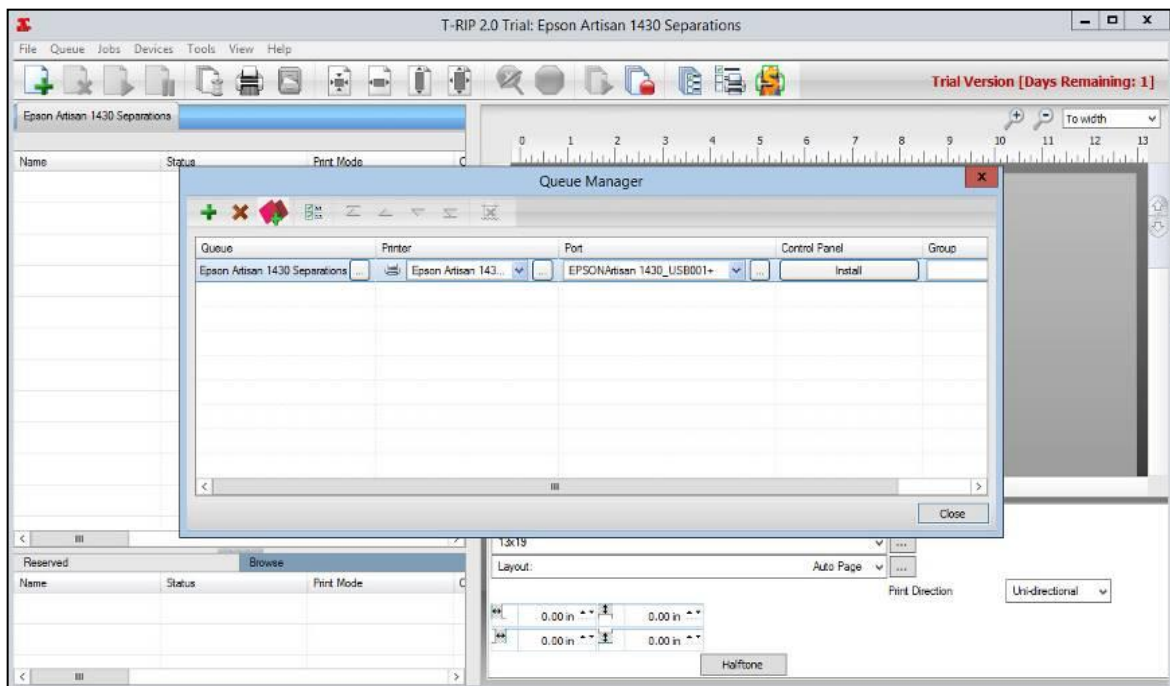 T-RIP 2.0 Trial: Epson Artisan 1430 Separations
File Queue Jobs Devices Tools View Help
Trial Version [Days Remaining: 1]
Epson Artisan 1430 Separations
To width
0 1 2 3 4 5 6 7 8 9 10 11 12 13
Name Status Print Mode
Queue Manager
Queue Printer Port Control Panel Group
Epson Artisan 1430 Separations ... Epson Artisan 143... ... EPSONArtisan 1430_USB001+ ... Install
Close
13x19 ...
Reserved Browse
Layout: Auto Page ...
Name Status Print Mode
Print Direction Uni-directional
0.00 in 0.00 in
0.00 in 0.00 in
Halftone